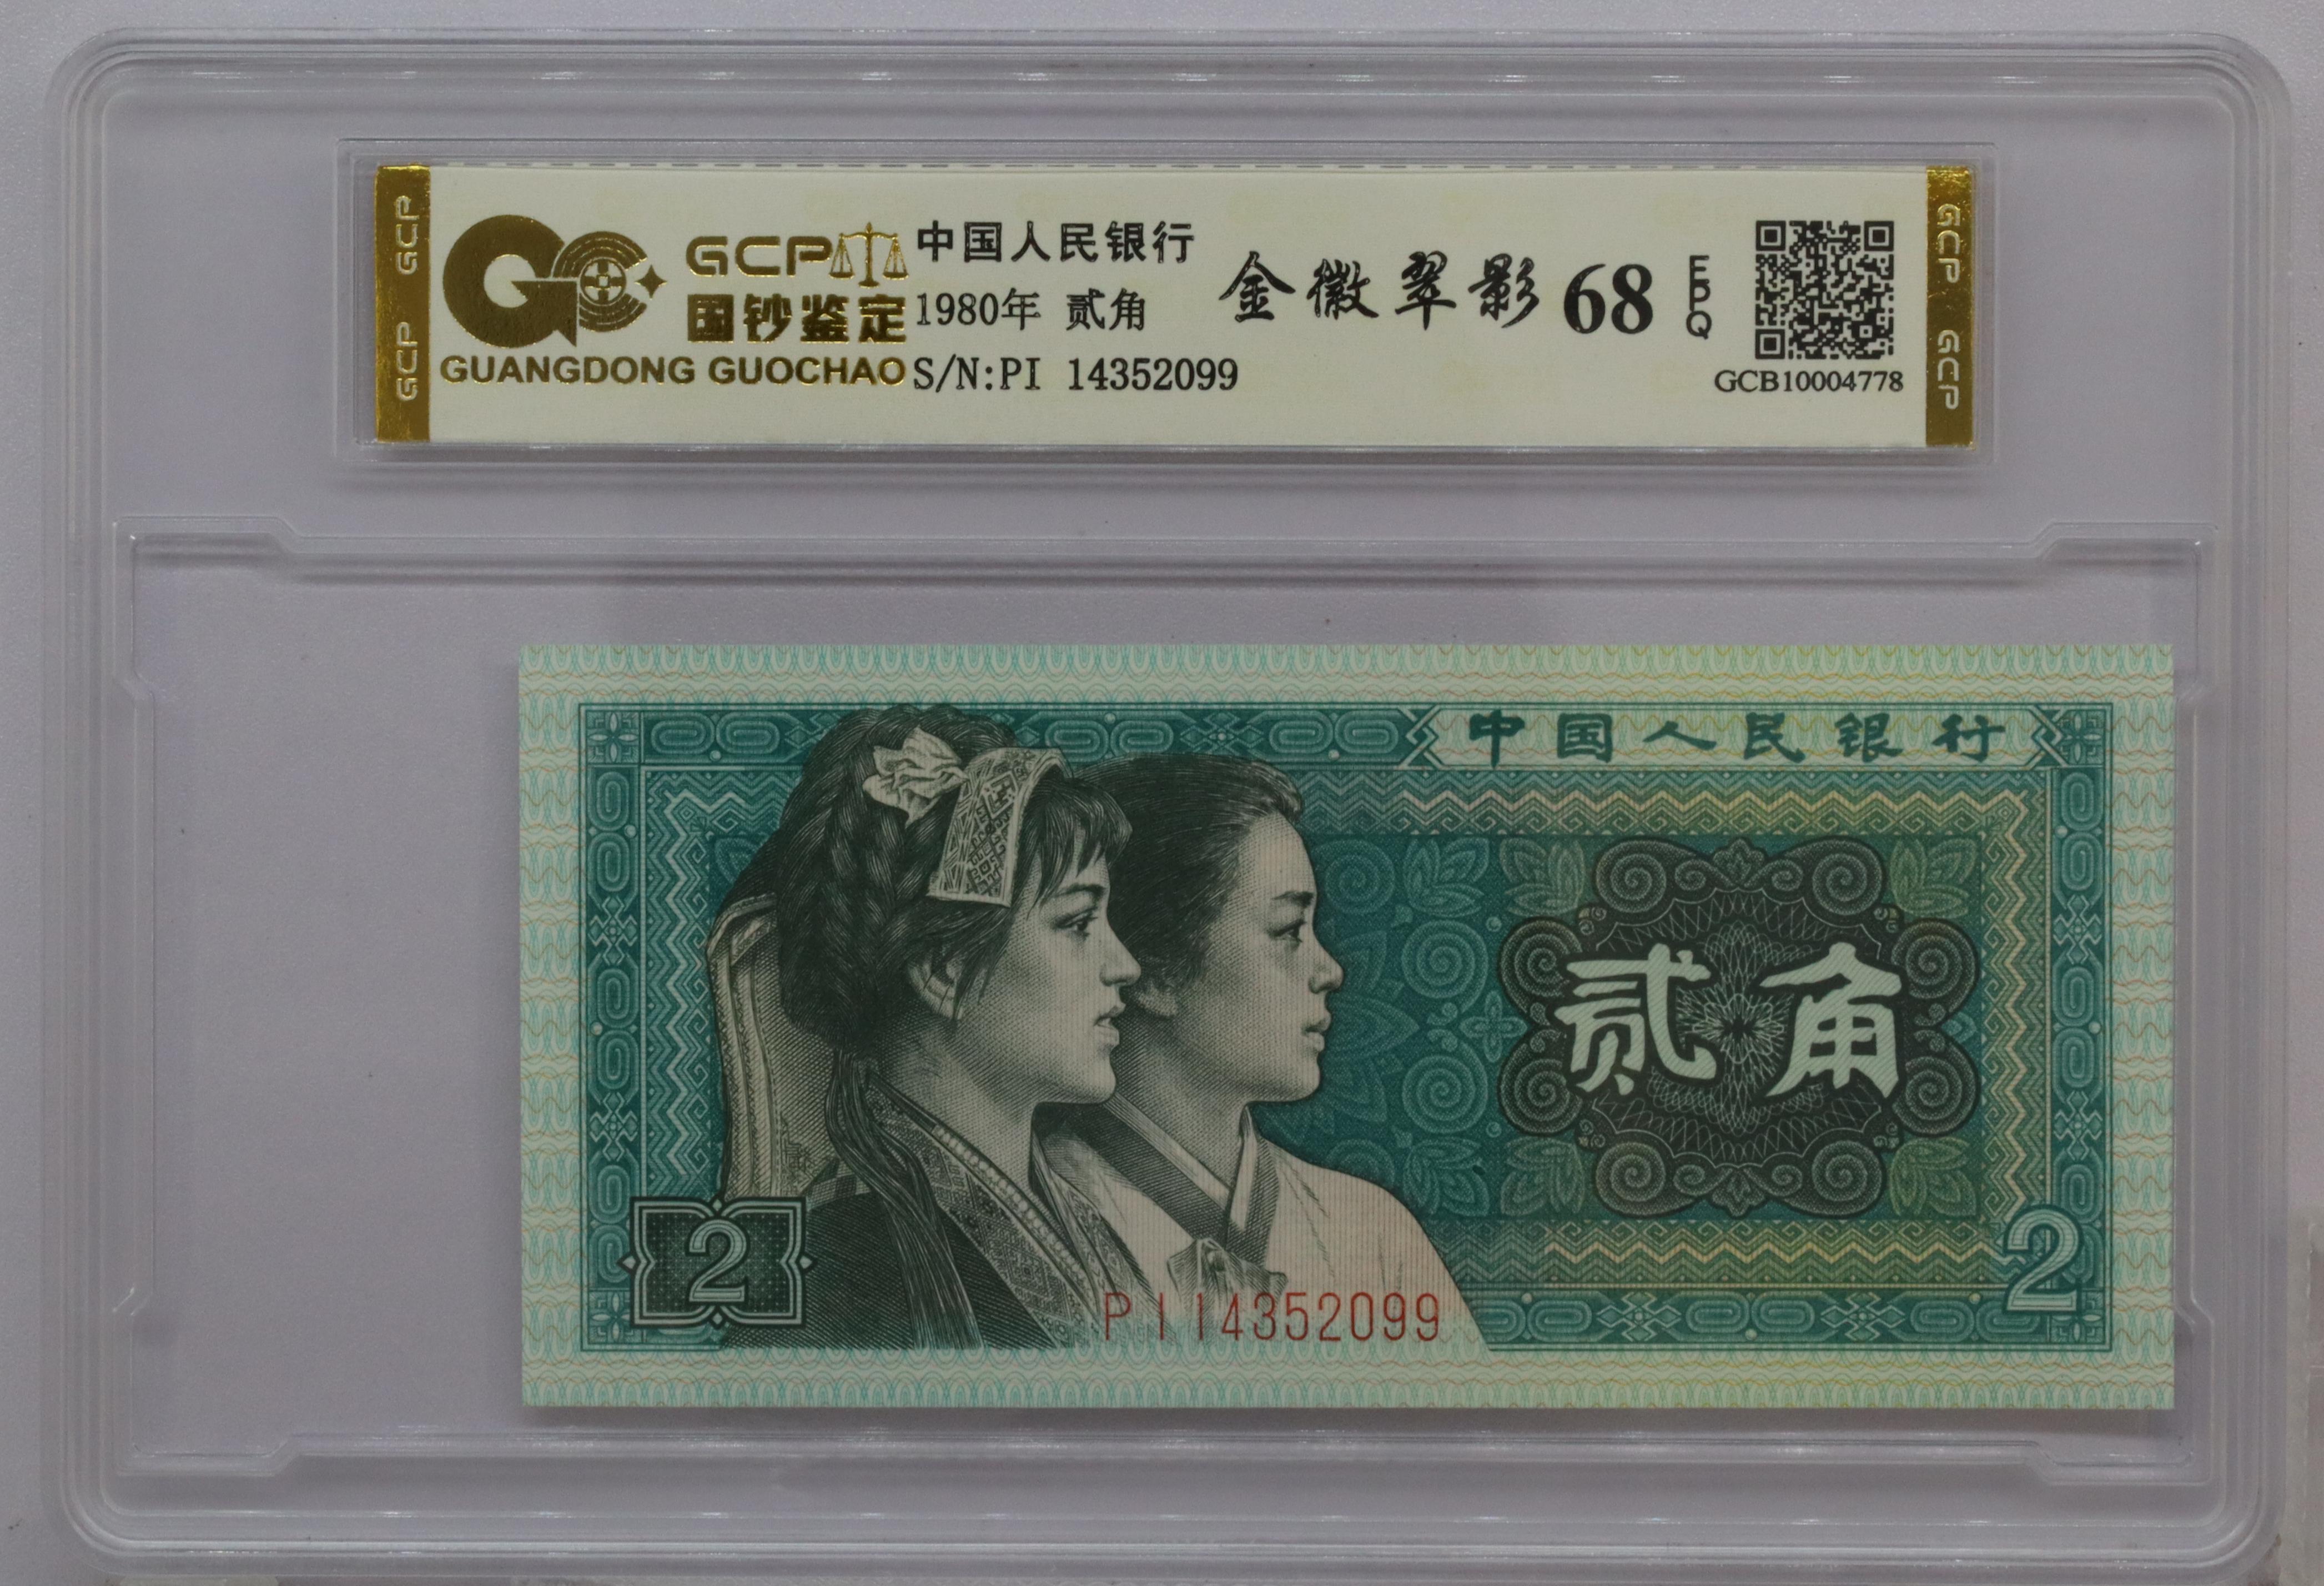 GCP GCP
GCP
国钞鉴定
GUANGDONG GUOCHAO
中国人民银行
1980年 贰角
S/N:PI 14352099
金徽翠影 68 EPQ
GCB10004778
GCP GCP
中国人民银行
贰角
2
2
PI14352099